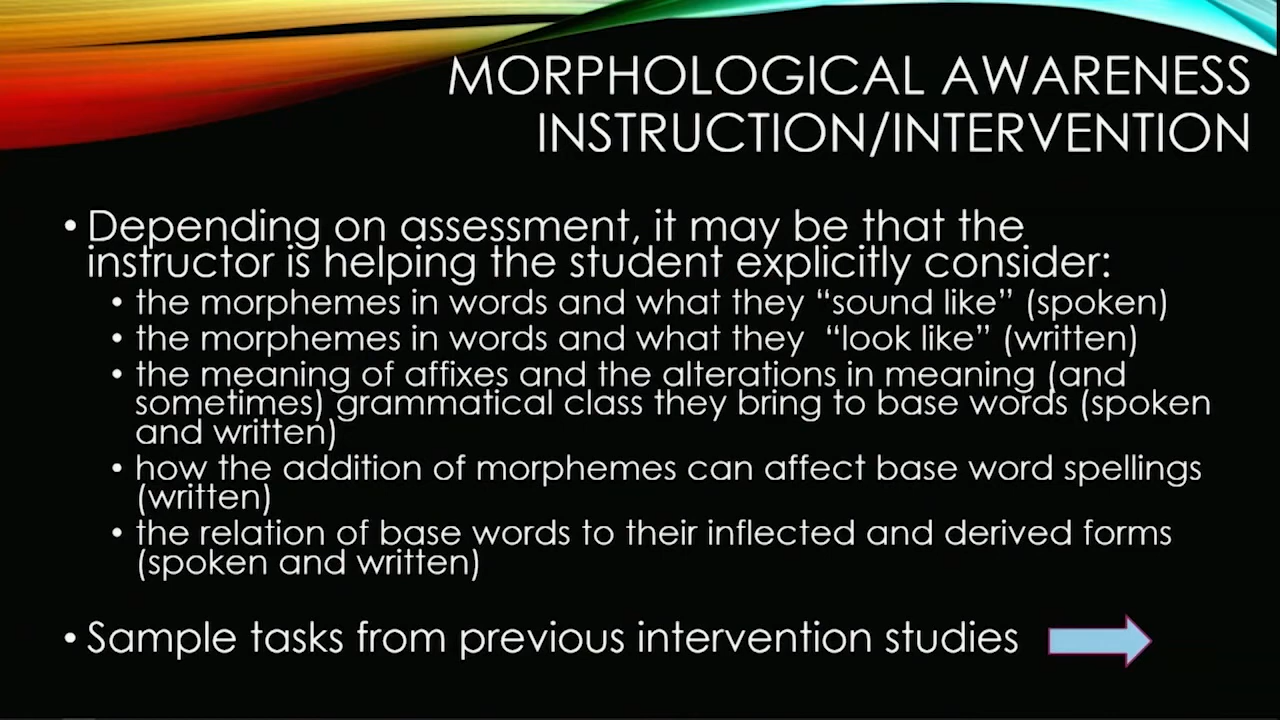 MORPHOLOGICAL AWARENESS
INSTRUCTION/INTERVENTION
• Depending on assessment, it may be that the
instructor is helping the student explicitly consider:
• the morphemes in words and what they “sound like” (spoken)
• the morphemes in words and what they “look like” (written)
• the meaning of affixes and the alterations in meaning (and
sometimes) grammatical class they bring to base words (spoken
and written)
• how the addition of morphemes can affect base word spellings
(written)
• the relation of base words to their inflected and derived forms
(spoken and written)
• Sample tasks from previous intervention studies